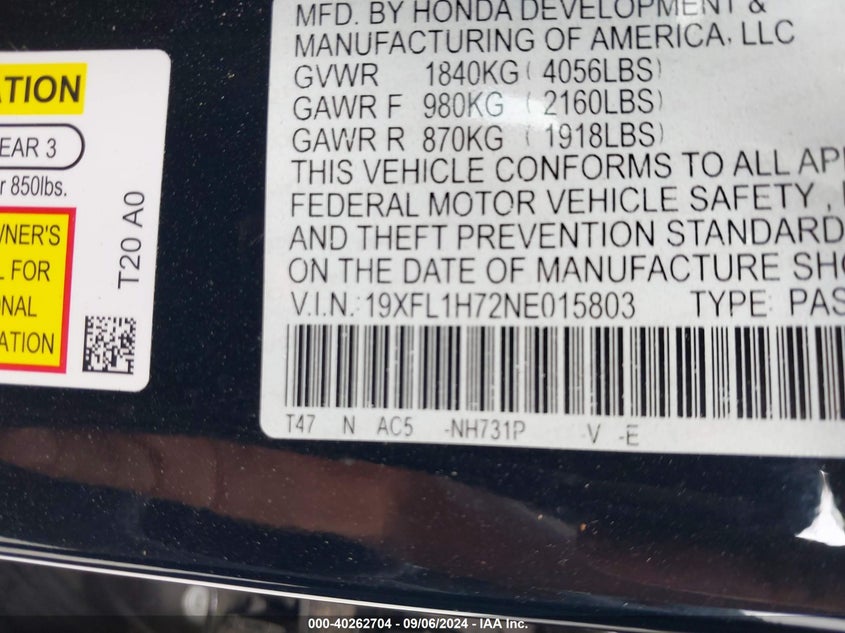 ATION
EAR 3
r 850lbs.
WNER'S
L FOR
ONAL
ATION
T20 A0
MFD. BY HONDA DEVELOPMENT &
MANUFACTURING OF AMERICA, LLC
GVWR 1840KG ( 4056LBS)
GAWR F 980KG ( 2160LBS)
GAWR R 870KG ( 1918LBS)
THIS VEHICLE CONFORMS TO ALL APP
FEDERAL MOTOR VEHICLE SAFETY ,
AND THEFT PREVENTION STANDARD
ON THE DATE OF MANUFACTURE SHO
V.I.N.: 19XFL1H72NE015803 TYPE: PAS
T47 N AC5 -NH731P -V -E
000-40262704 - 09/06/2024 - IAA Inc.